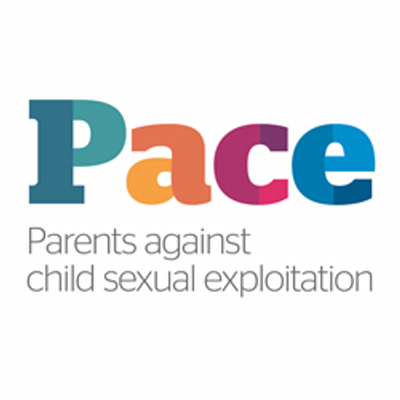 Pace
Parents against
child sexual exploitation